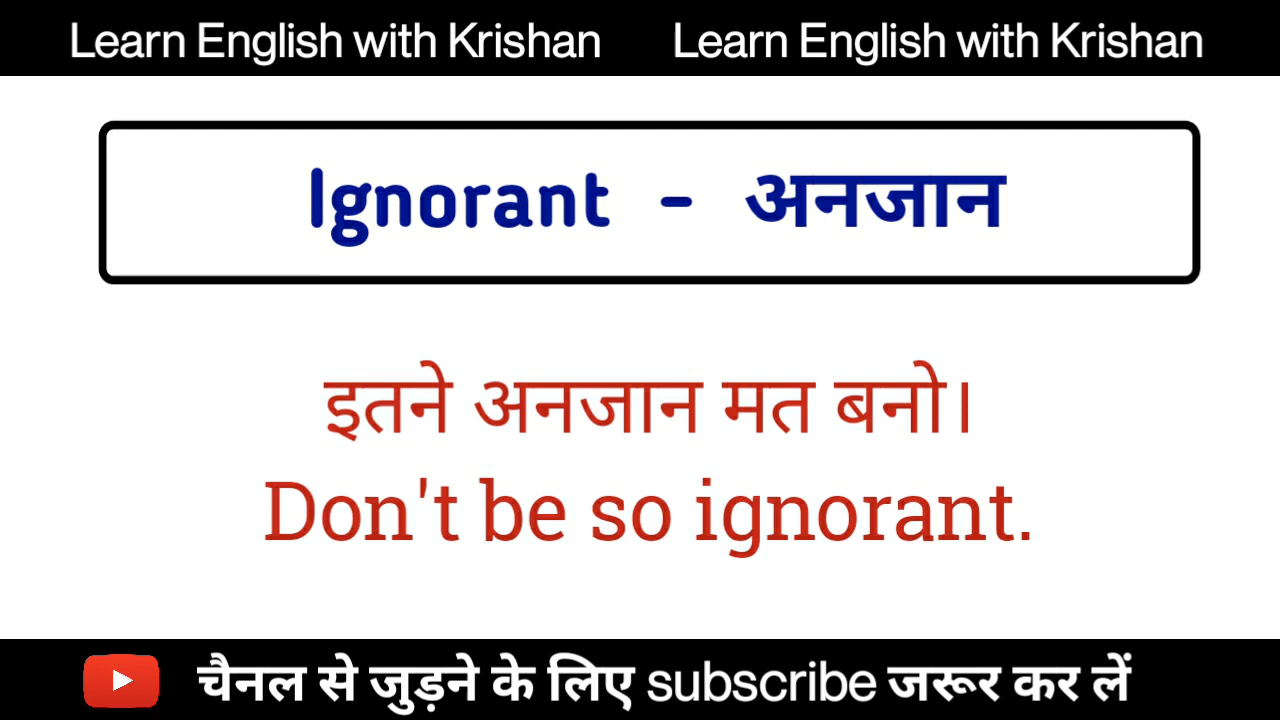 Learn English with Krishan Learn English with Krishan
Ignorant - अनजान
इतने अनजान मत बनो।
Don't be so ignorant.
चैनल से जुड़ने के लिए subscribe जरूर कर लें